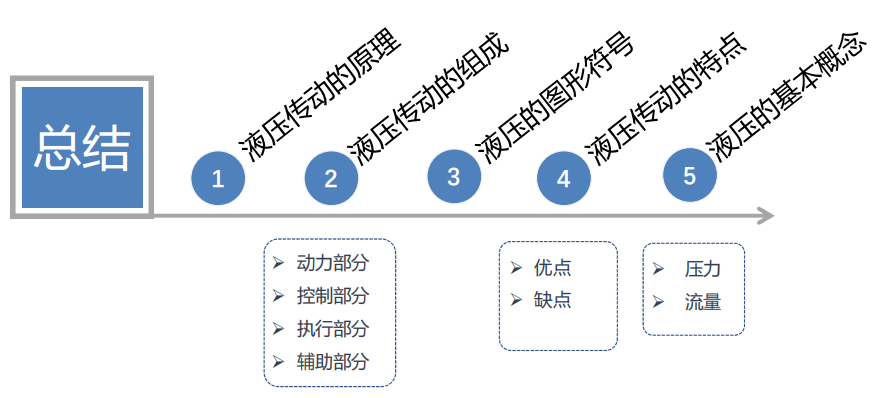 总结
1
液压传动的原理
2
液压传动的组成
3
液压的图形符号
4
液压传动的特点
5
液压的基本概念
动力部分
控制部分
执行部分
辅助部分
优点
缺点
压力
流量